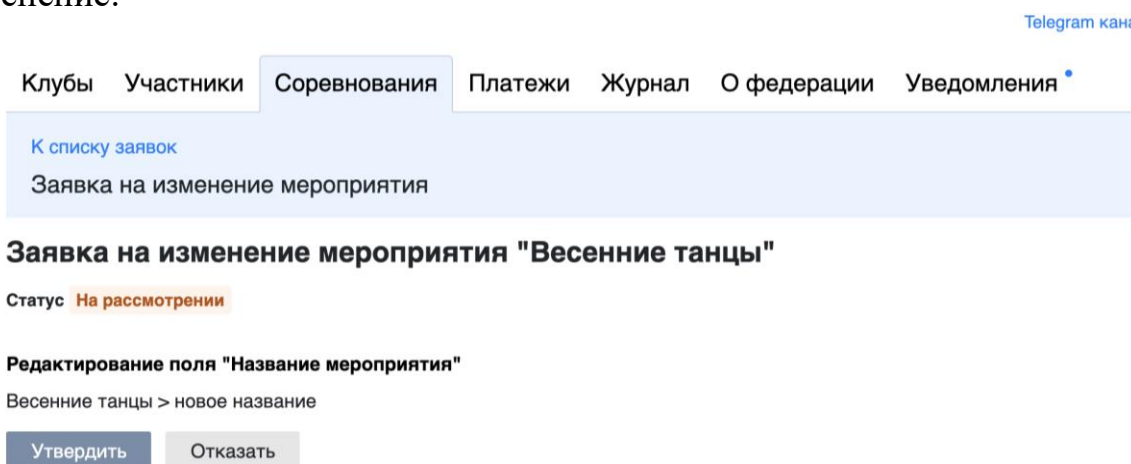 Telegram
Клубы Участники Соревнования Платежи Журнал О федерации Уведомления
К списку заявок
Заявка на изменение мероприятия
Заявка на изменение мероприятия "Весенние танцы"
Статус На рассмотрении
Редактирование поля "Название мероприятия"
Весенние танцы > новое название
Утвердить Отказать